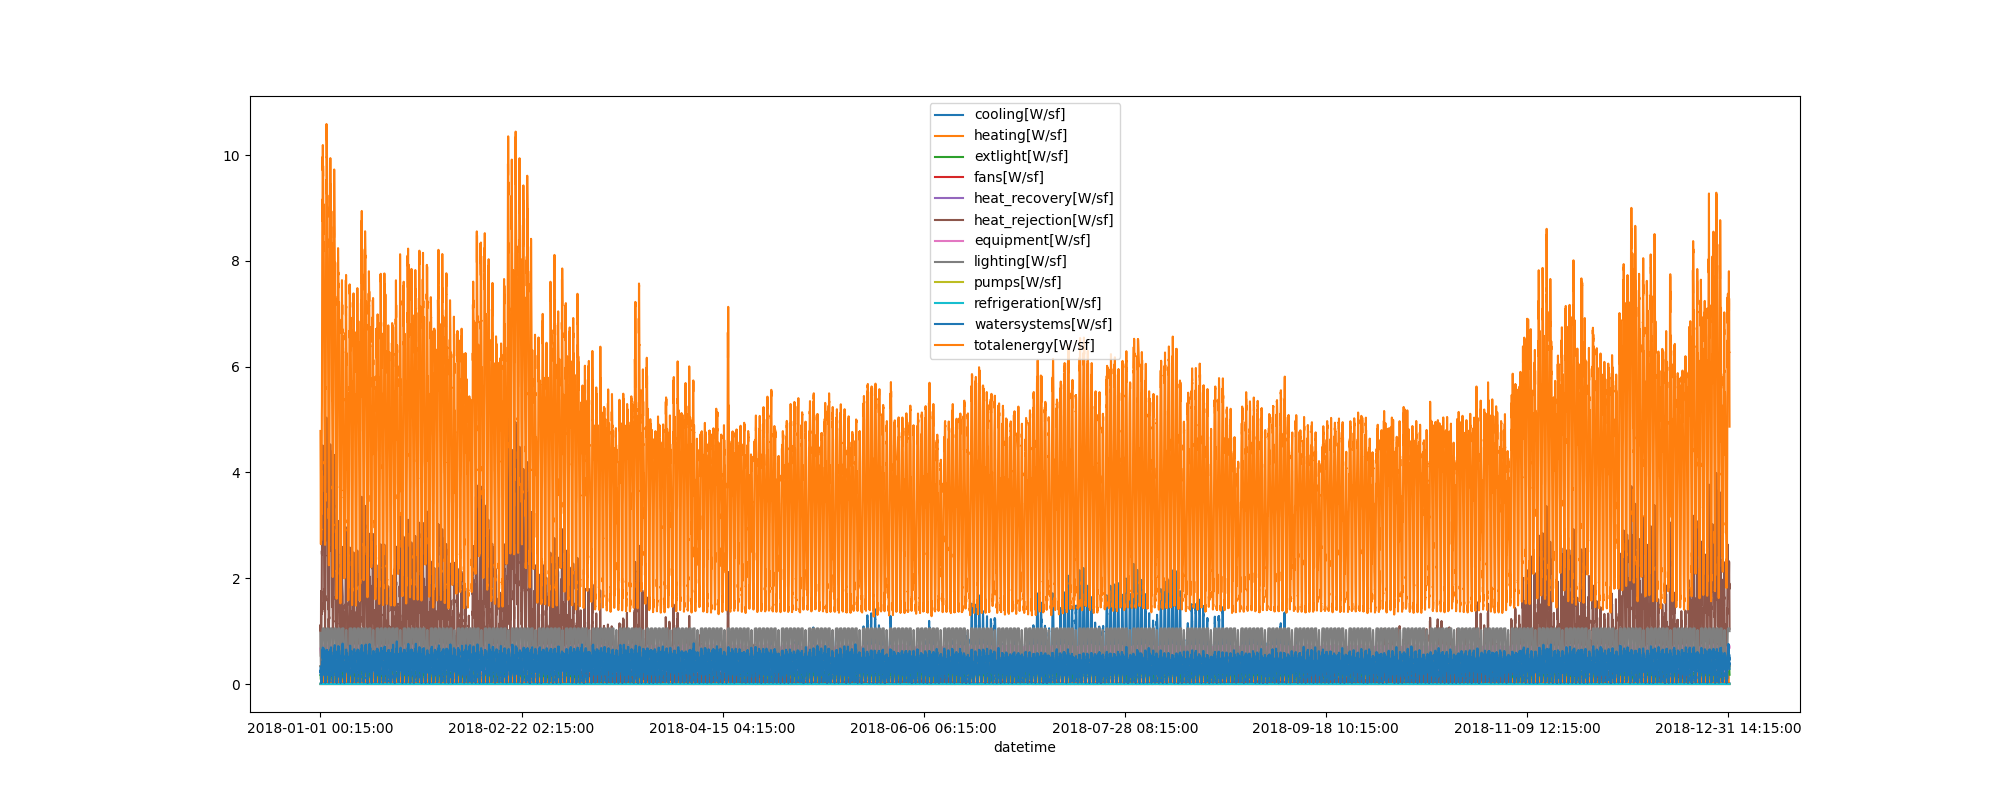 10
8
6
4
2
0
cooling[W/sf]
heating[W/sf]
extlight[W/sf]
fans[W/sf]
heat_recovery[W/sf]
heat_rejection[W/sf]
equipment[W/sf]
lighting[W/sf]
pumps[W/sf]
refrigeration[W/sf]
watersystems[W/sf]
totalenergy[W/sf]
2018-01-01 00:15:00 2018-02-22 02:15:00 2018-04-15 04:15:00 2018-06-06 06:15:00 2018-07-28 08:15:00 2018-09-18 10:15:00 2018-11-09 12:15:00 2018-12-31 14:15:00
datetime